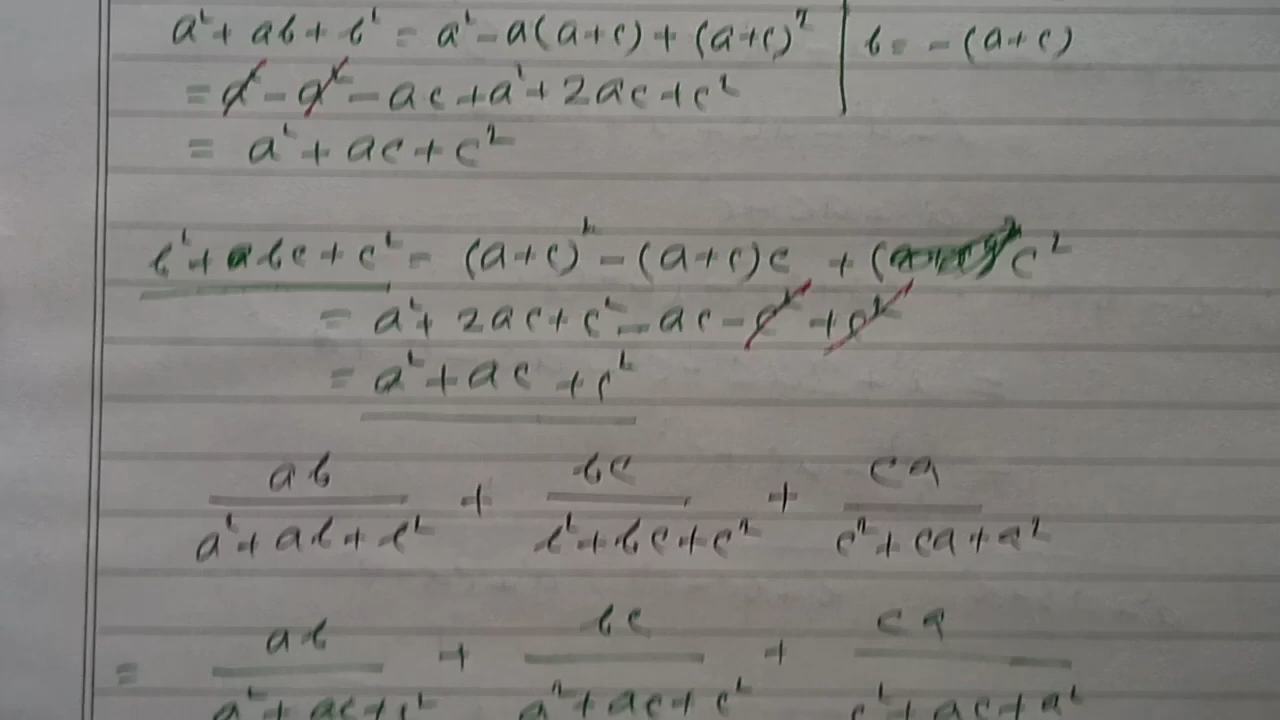 a² + ab + b² = a² - a(a+c) + (a+c)² | b = -(a+c)
= a² - a² - ac + a² + 2ac + c²
= a² + ac + c²
b² + bc + c² = (a+c)² - (a+c)c + c²
= a² + 2ac + c² - ac - c² + c²
= a² + ac + c²
ab/(a² + ab + b²) + bc/(b² + bc + c²) + ca/(c² + ca + a²)
= ab/(a² + ac + c²) + bc/(a² + ac + c²) + ca/(c² + ac + a²)